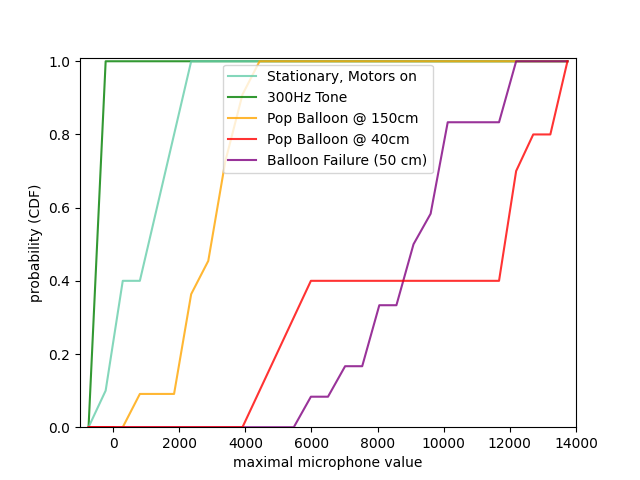 1.0
0.8
0.6
0.4
0.2
0.0
probability (CDF)
Stationary, Motors on
300Hz Tone
Pop Balloon @ 150cm
Pop Balloon @ 40cm
Balloon Failure (50 cm)
0 2000 4000 6000 8000 10000 12000 14000
maximal microphone value